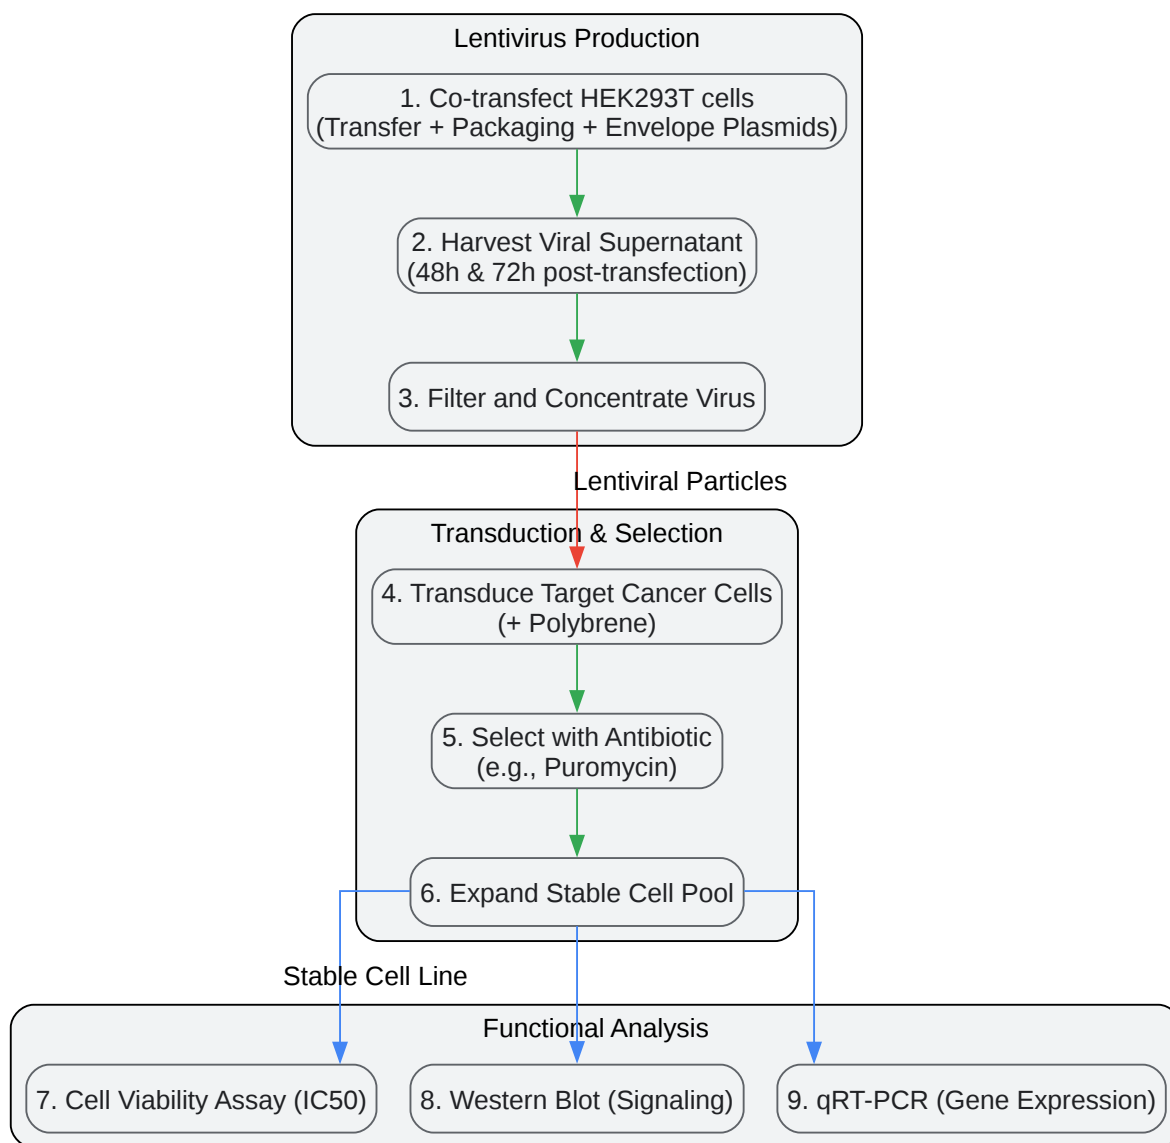 Lentivirus Production
1. Co-transfect HEK293T cells
(Transfer + Packaging + Envelope Plasmids)
2. Harvest Viral Supernatant
(48h & 72h post-transfection)
3. Filter and Concentrate Virus
Lentiviral Particles
Transduction & Selection
4. Transduce Target Cancer Cells
(+ Polybrene)
5. Select with Antibiotic
(e.g., Puromycin)
6. Expand Stable Cell Pool
Stable Cell Line
Functional Analysis
7. Cell Viability Assay (IC50)
8. Western Blot (Signaling)
9. qRT-PCR (Gene Expression)